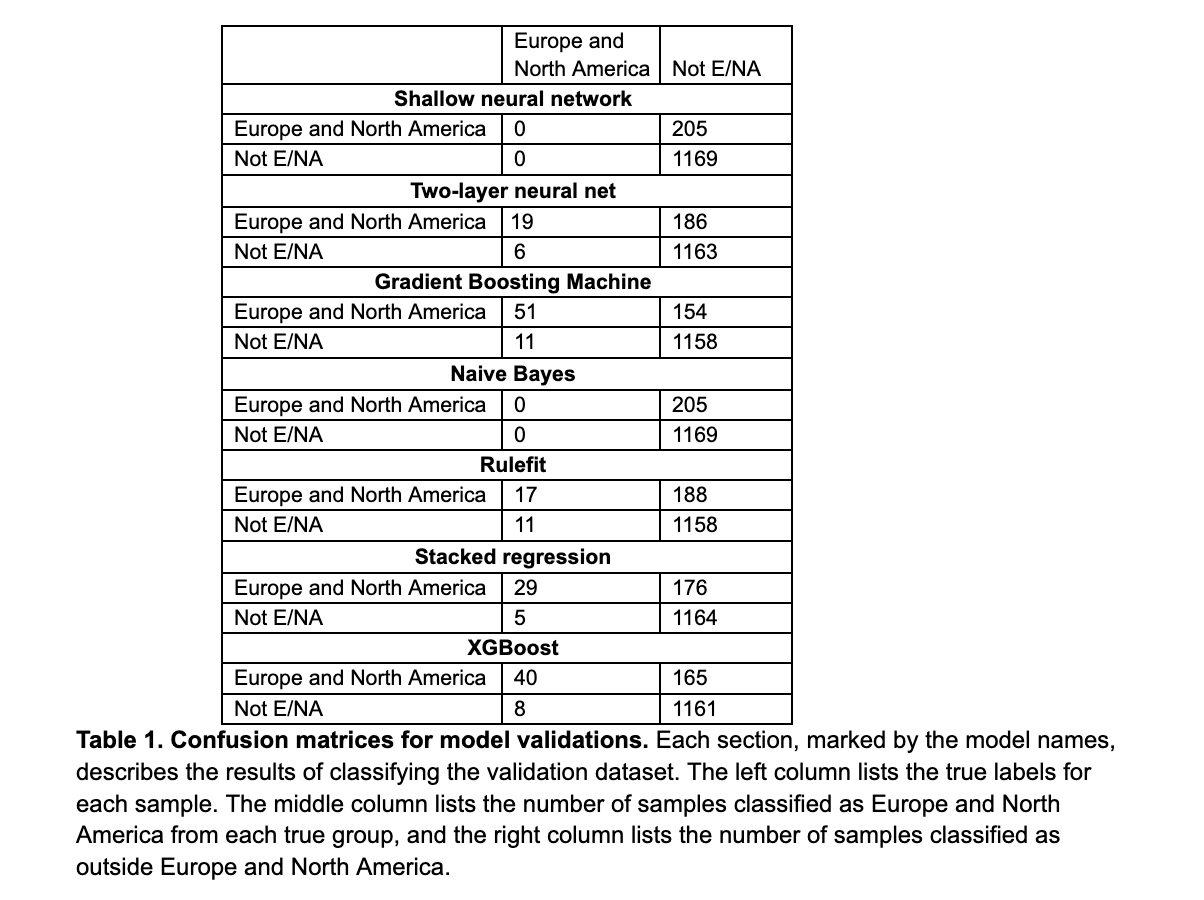 Europe and
North America Not E/NA
Shallow neural network
Europe and North America 0 205
Not E/NA 0 1169
Two-layer neural net
Europe and North America 19 186
Not E/NA 6 1163
Gradient Boosting Machine
Europe and North America 51 154
Not E/NA 11 1158
Naive Bayes
Europe and North America 0 205
Not E/NA 0 1169
Rulefit
Europe and North America 17 188
Not E/NA 11 1158
Stacked regression
Europe and North America 29 176
Not E/NA 5 1164
XGBoost
Europe and North America 40 165
Not E/NA 8 1161
Table 1. Confusion matrices for model validations. Each section, marked by the model names,
describes the results of classifying the validation dataset. The left column lists the true labels for
each sample. The middle column lists the number of samples classified as Europe and North
America from each true group, and the right column lists the number of samples classified as
outside Europe and North America.